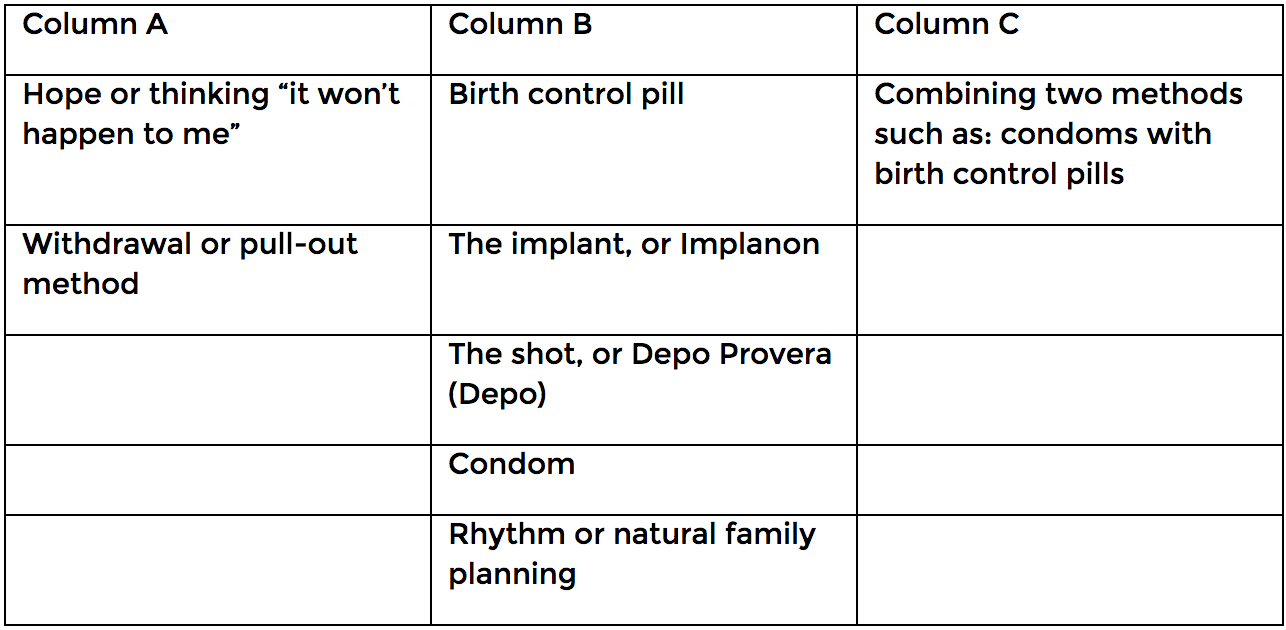 Column A
Column B
Column C
Hope or thinking “it won’t
happen to me”
Birth control pill
Combining two methods
such as: condoms with
birth control pills
Withdrawal or pull-out
method
The implant, or Implanon
The shot, or Depo Provera
(Depo)
Condom
Rhythm or natural family
planning